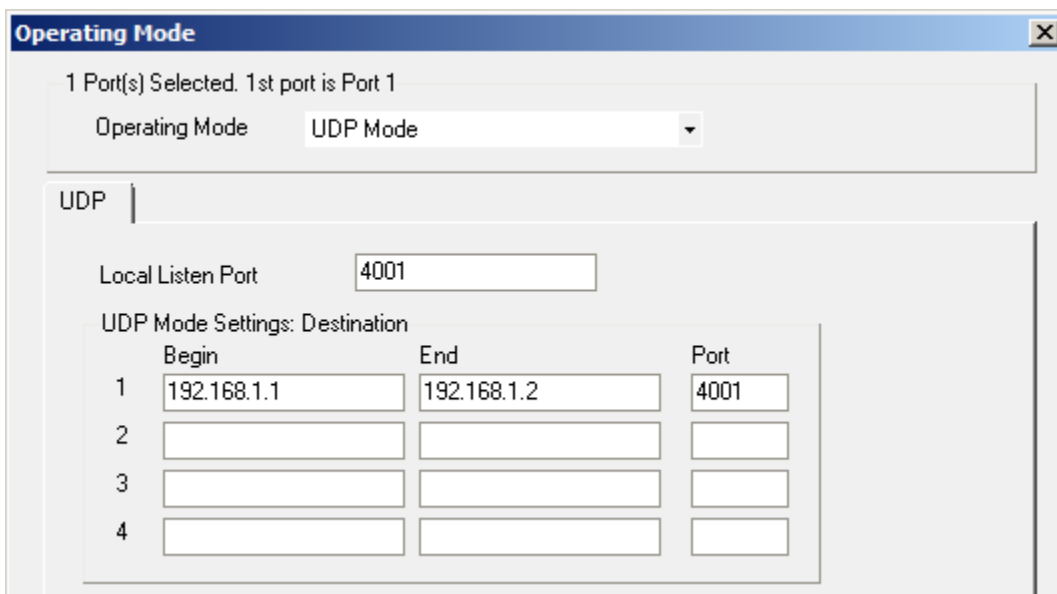 Operating Mode
1 Port(s) Selected. 1st port is Port 1
Operating Mode UDP Mode
UDP
Local Listen Port 4001
UDP Mode Settings: Destination
Begin End Port
1 192.168.1.1 192.168.1.2 4001
2
3
4